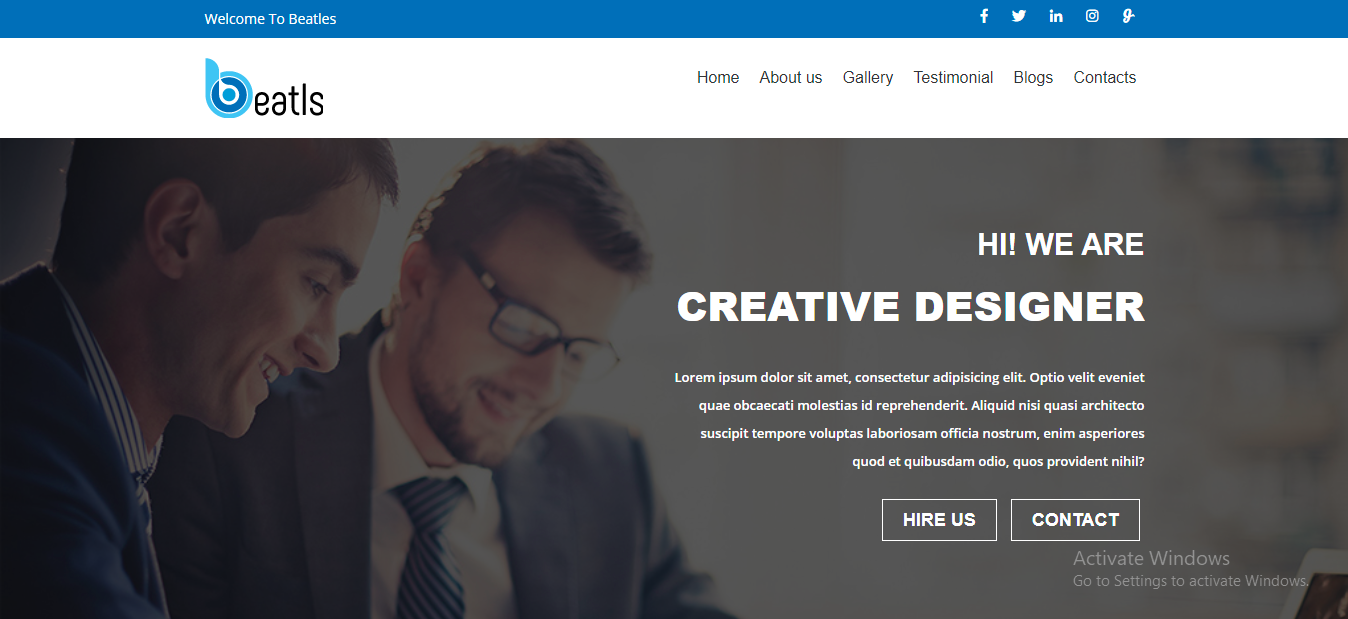 Welcome To Beatles
beatls
Home About us Gallery Testimonial Blogs Contacts
HI! WE ARE
CREATIVE DESIGNER
Lorem ipsum dolor sit amet, consectetur adipisicing elit. Optio velit eveniet
quae obcaecati molestias id reprehenderit. Aliquid nisi quasi architecto
suscipit tempore voluptas laboriosam officia nostrum, enim asperiores
quod et quibusdam odio, quos provident nihil?
HIRE US CONTACT
Activate Windows
Go to Settings to activate Windows.